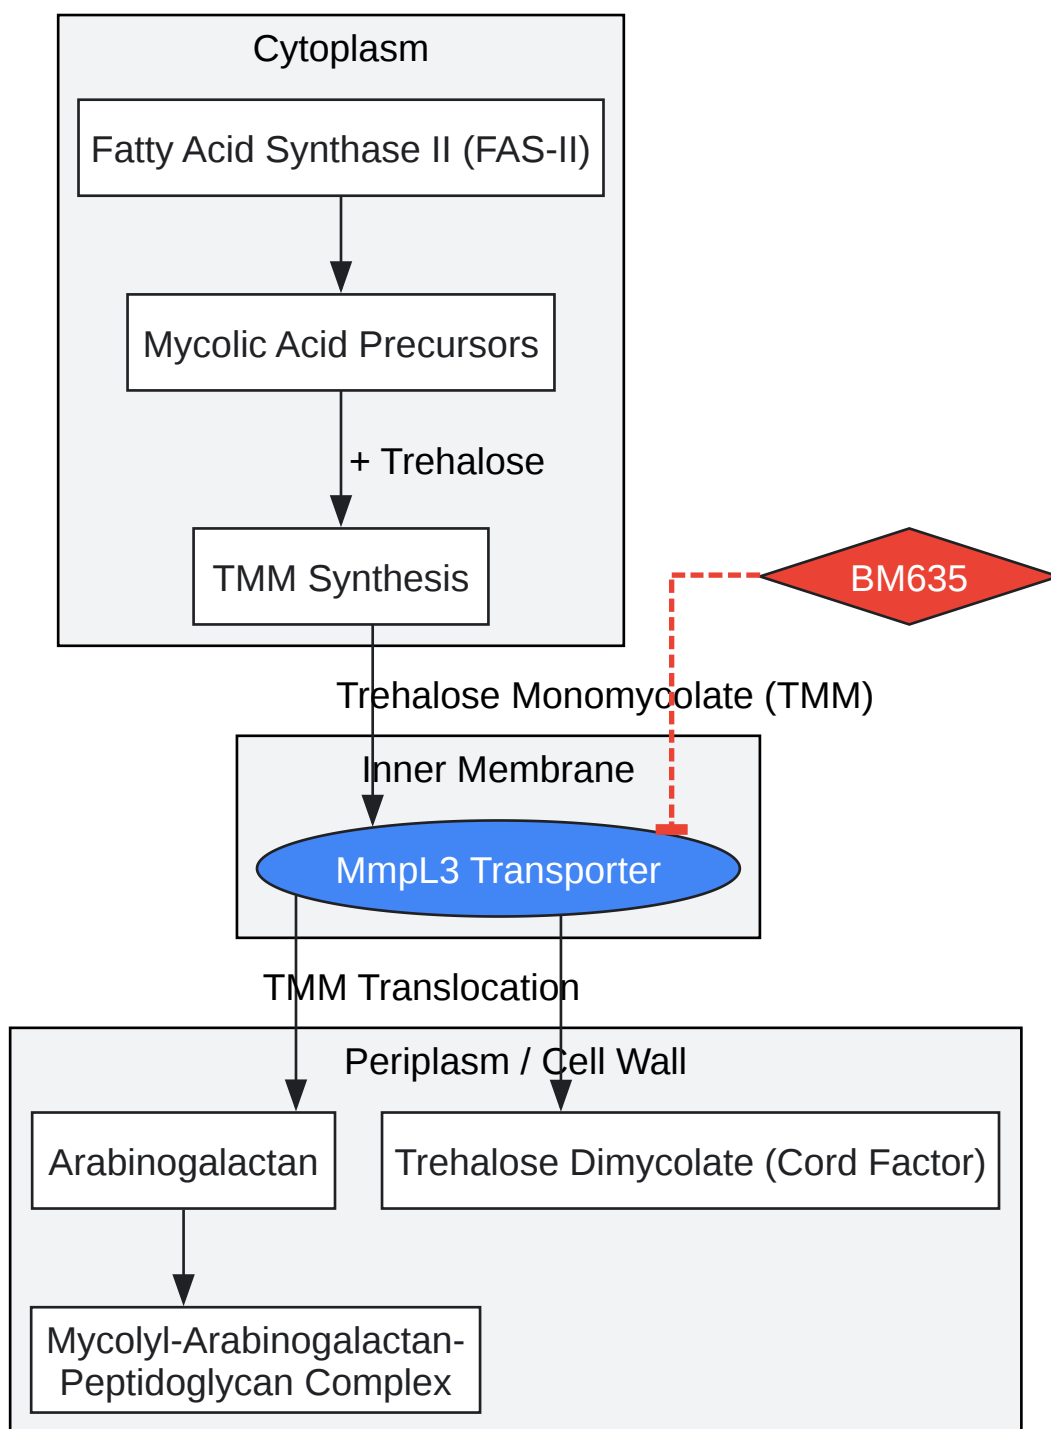 Cytoplasm
Fatty Acid Synthase II (FAS-II)
Mycolic Acid Precursors
+ Trehalose
TMM Synthesis
BM635
Trehalose Monomycolate (TMM)
Inner Membrane
MmpL3 Transporter
TMM Translocation
Periplasm / Cell Wall
Arabinogalactan
Trehalose Dimycolate (Cord Factor)
Mycolyl-Arabinogalactan-
Peptidoglycan Complex